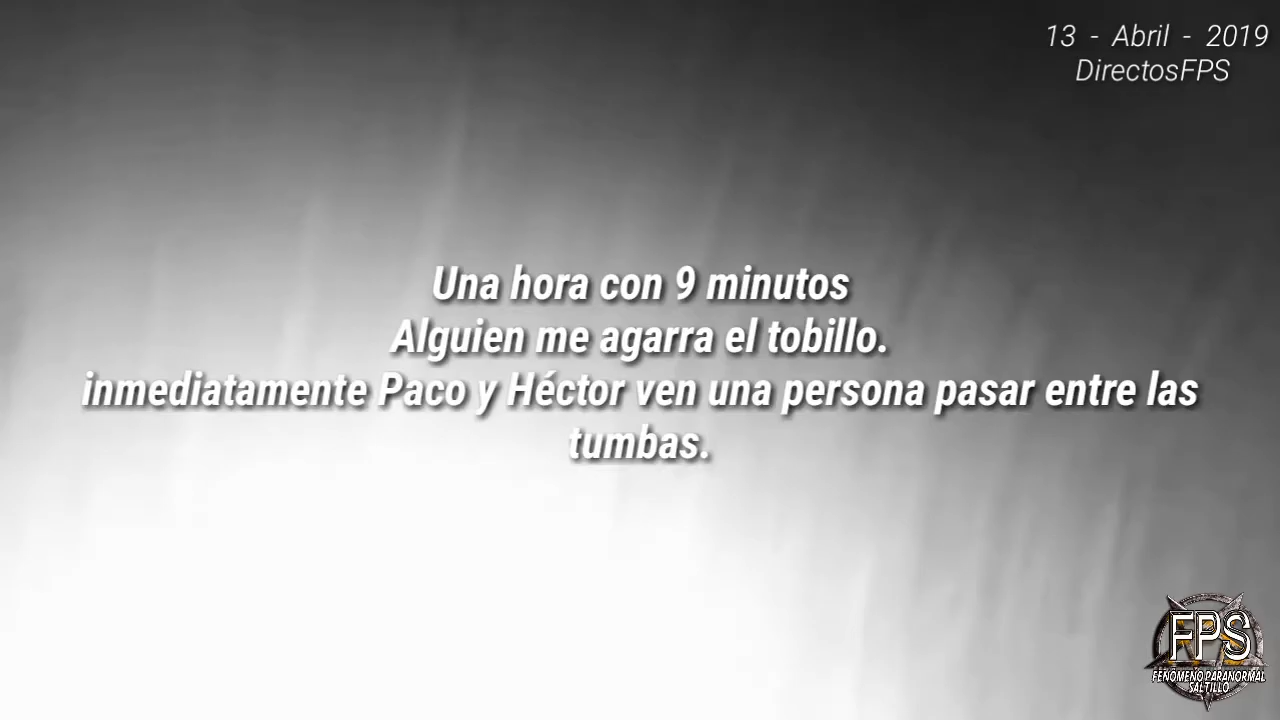 13 - Abril - 2019
DirectosFPS
Una hora con 9 minutos
Alguien me agarra el tobillo.
inmediatamente Paco y Héctor ven una persona pasar entre las
tumbas.
FPS
FENÓMENO PARANORMAL
SALTILLO